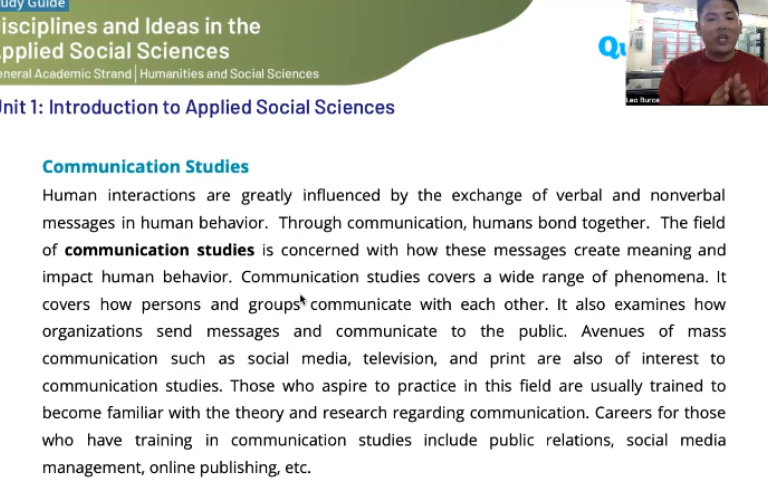 udy Guide
isciplines and Ideas in the
pplied Social Sciences
eneral Academic Strand | Humanities and Social Sciences
Qu
Leo Burce
nit 1: Introduction to Applied Social Sciences
Communication Studies
Human interactions are greatly influenced by the exchange of verbal and nonverbal
messages in human behavior. Through communication, humans bond together. The field
of communication studies is concerned with how these messages create meaning and
impact human behavior. Communication studies covers a wide range of phenomena. It
covers how persons and groups communicate with each other. It also examines how
organizations send messages and communicate to the public. Avenues of mass
communication such as social media, television, and print are also of interest to
communication studies. Those who aspire to practice in this field are usually trained to
become familiar with the theory and research regarding communication. Careers for those
who have training in communication studies include public relations, social media
management, online publishing, etc.